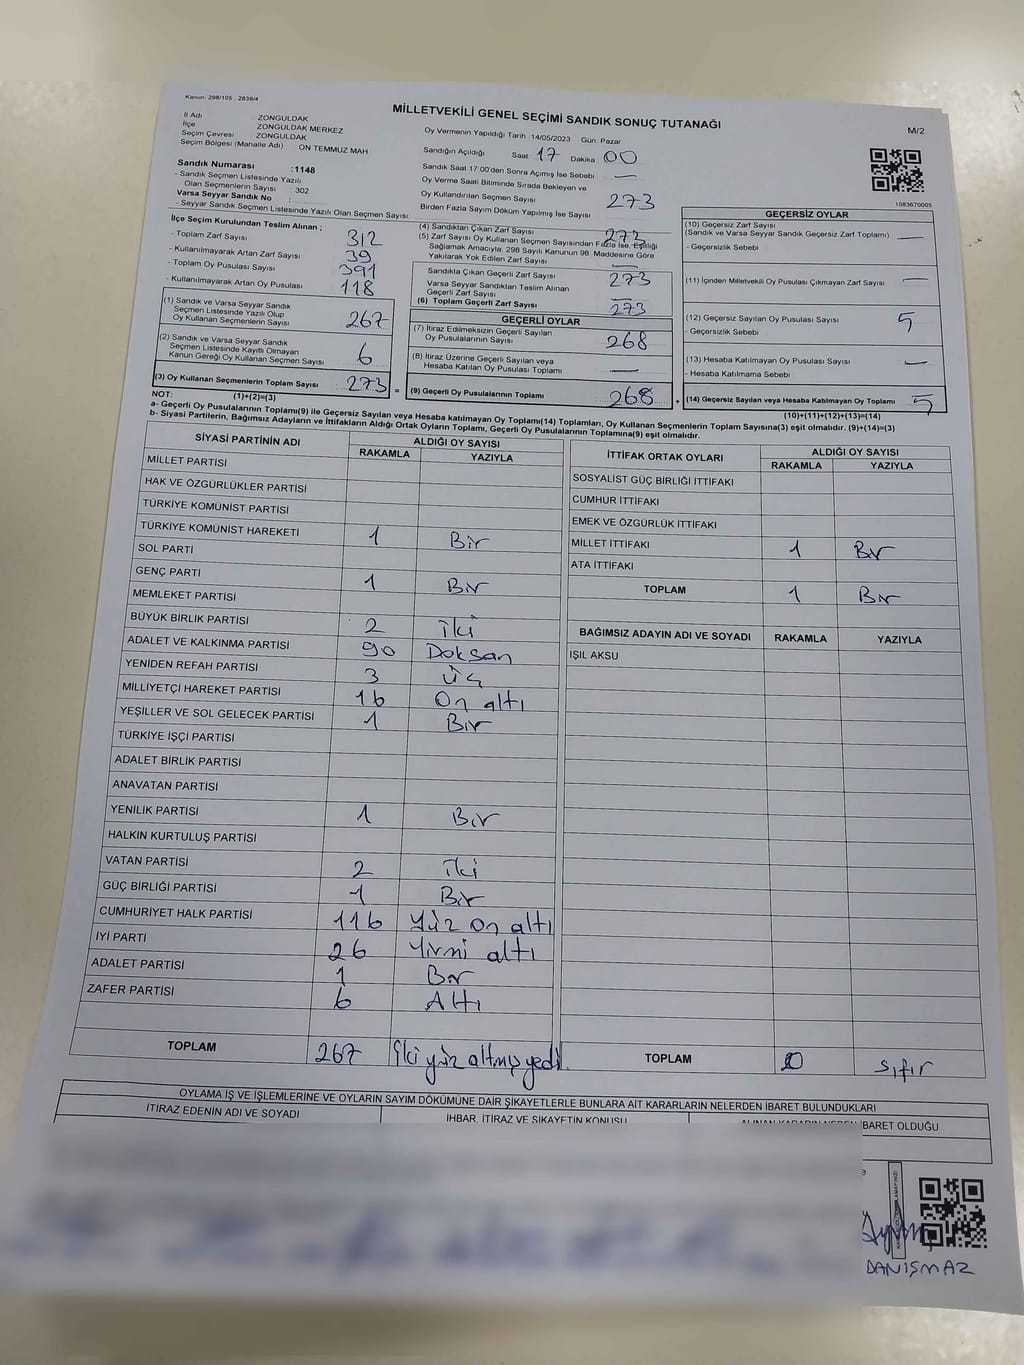 Kanun, 298/105 , 2839/4
MİLLETVEKİLİ GENEL SEÇİMİ SANDIK SONUÇ TUTANAĞI
M/2
İl Adı ZONGULDAK
İlçe ZONGULDAK MERKEZ
Seçim Çevresi ZONGULDAK
Seçim Bölgesi (Mahalle Adı) ON TEMMUZ MAH
Oy Vermenin Yapıldığı Tarih :14/05/2023 Gün: Pazar
Sandığın Açıldığı Saat 17 Dakika 00
Sandık Saat 17:00'den Sonra Açımış İse Sebebi —
Oy Verme Saati Bitiminde Sırada Bekleyen ve
Oy Kullandırılan Seçmen Sayısı 273
Birden Fazla Sayım Döküm Yapılmış İse Sayısı
1083670005
Sandık Numarası :1148
- Sandık Seçmen Listesinde Yazılı
Olan Seçmenlerin Sayısı : 302
Varsa Seyyar Sandık No :
- Seyyar Sandık Seçmen Listesinde Yazılı Olan Seçmen Sayısı:
İlçe Seçim Kurulundan Teslim Alınan ;
- Toplam Zarf Sayısı 312
- Kullanılmayarak Artan Zarf Sayısı 39
- Toplam Oy Pusulası Sayısı 391
- Kullanılmayarak Artan Oy Pusulası 118
(1) Sandık ve Varsa Seyyar Sandık
Seçmen Listesinde Yazılı Olup
Oy Kullanan Seçmenlerin Sayısı 267
(2) Sandık ve Varsa Seyyar Sandık
Seçmen Listesinde Kayıtlı Olmayan
Kanun Gereği Oy Kullanan Seçmen Sayısı 6
(3) Oy Kullanan Seçmenlerin Toplam Sayısı 273 =
(1)+(2)=(3)
(4) Sandıktan Çıkan Zarf Sayısı 273
(5) Zarf Sayısı Oy Kullanan Seçmen Sayısından Fazla İse, Eşitliği
Sağlamak Amacıyla, 298 Sayılı Kanunun 98. Maddesine Göre
Yakılarak Yok Edilen Zarf Sayısı —
Sandıkta Çıkan Geçerli Zarf Sayısı 273
Varsa Seyyar Sandıktan Teslim Alınan
Geçerli Zarf Sayısı —
(6) Toplam Geçerli Zarf Sayısı 273
GEÇERLİ OYLAR
(7) İtiraz Edilmeksizin Geçerli Sayılan
Oy Pusulalarının Sayısı 268
(8) İtiraz Üzerine Geçerli Sayılan veya
Hesaba Katılan Oy Pusulası Toplamı —
(9) Geçerli Oy Pusulalarının Toplamı 268 +
GEÇERSİZ OYLAR
(10) Geçersiz Zarf Sayısı
(Sandık ve Varsa Seyyar Sandık Geçersiz Zarf Toplamı) —
- Geçersizlik Sebebi
(11) İçinden Milletvekili Oy Pusulası Çıkmayan Zarf Sayısı —
(12) Geçersiz Sayılan Oy Pusulası Sayısı 5
- Geçersizlik Sebebi
(13) Hesaba Katılmayan Oy Pusulası Sayısı —
- Hesaba Katılmama Sebebi
(14) Geçersiz Sayılan veya Hesaba Katılmayan Oy Toplamı 5
(10)+(11)+(12)+(13)=(14)
NOT:
a- Geçerli Oy Pusulalarının Toplamı(9) ile Geçersiz Sayılan veya Hesaba katılmayan Oy Toplamı(14) Toplamları, Oy Kullanan Seçmenlerin Toplam Sayısına(3) eşit olmalıdır. (9)+(14)=(3)
b- Siyasi Partilerin, Bağımsız Adayların ve İttifakların Aldığı Ortak Oyların Toplamı, Geçerli Oy Pusulalarının Toplamına(9) eşit olmalıdır.
SİYASİ PARTİNİN ADI ALDIĞI OY SAYISI
RAKAMLA YAZIYLA
MİLLET PARTİSİ
HAK VE ÖZGÜRLÜKLER PARTİSİ
TÜRKİYE KOMÜNİST PARTİSİ
TÜRKİYE KOMÜNİST HAREKETİ 1 Bir
SOL PARTİ
GENÇ PARTİ 1 Bir
MEMLEKET PARTİSİ
BÜYÜK BİRLİK PARTİSİ 2 İki
ADALET VE KALKINMA PARTİSİ 90 Doksan
YENİDEN REFAH PARTİSİ 3 Üç
MİLLİYETÇİ HAREKET PARTİSİ 16 On altı
YEŞİLLER VE SOL GELECEK PARTİSİ 1 Bir
TÜRKİYE İŞÇİ PARTİSİ
ADALET BİRLİK PARTİSİ
ANAVATAN PARTİSİ
YENİLİK PARTİSİ 1 Bir
HALKIN KURTULUŞ PARTİSİ
VATAN PARTİSİ 2 İki
GÜÇ BİRLİĞİ PARTİSİ 1 Bir
CUMHURİYET HALK PARTİSİ 116 Yüz on altı
İYİ PARTİ 26 Yirmi altı
ADALET PARTİSİ 1 Bir
ZAFER PARTİSİ 6 Altı
TOPLAM 267 İki yüz altmış yedi.
İTTİFAK ORTAK OYLARI ALDIĞI OY SAYISI
RAKAMLA YAZIYLA
SOSYALİST GÜÇ BİRLİĞİ İTTİFAKI
CUMHUR İTTİFAKI
EMEK VE ÖZGÜRLÜK İTTİFAKI
MİLLET İTTİFAKI 1 Bir
ATA İTTİFAKI
TOPLAM 1 Bir
BAĞIMSIZ ADAYIN ADI VE SOYADI RAKAMLA YAZIYLA
IŞIL AKSU
TOPLAM 0 Sıfır
OYLAMA İŞ VE İŞLEMLERİNE VE OYLARIN SAYIM DÖKÜMÜNE DAİR ŞİKAYETLERLE BUNLARA AİT KARARLARIN NELERDEN İBARET BULUNDUKLARI
İTİRAZ EDENİN ADI VE SOYADI
İHBAR, İTİRAZ VE ŞİKAYETİN KONUSU
İBARET OLDUĞU
DANIŞMAZ